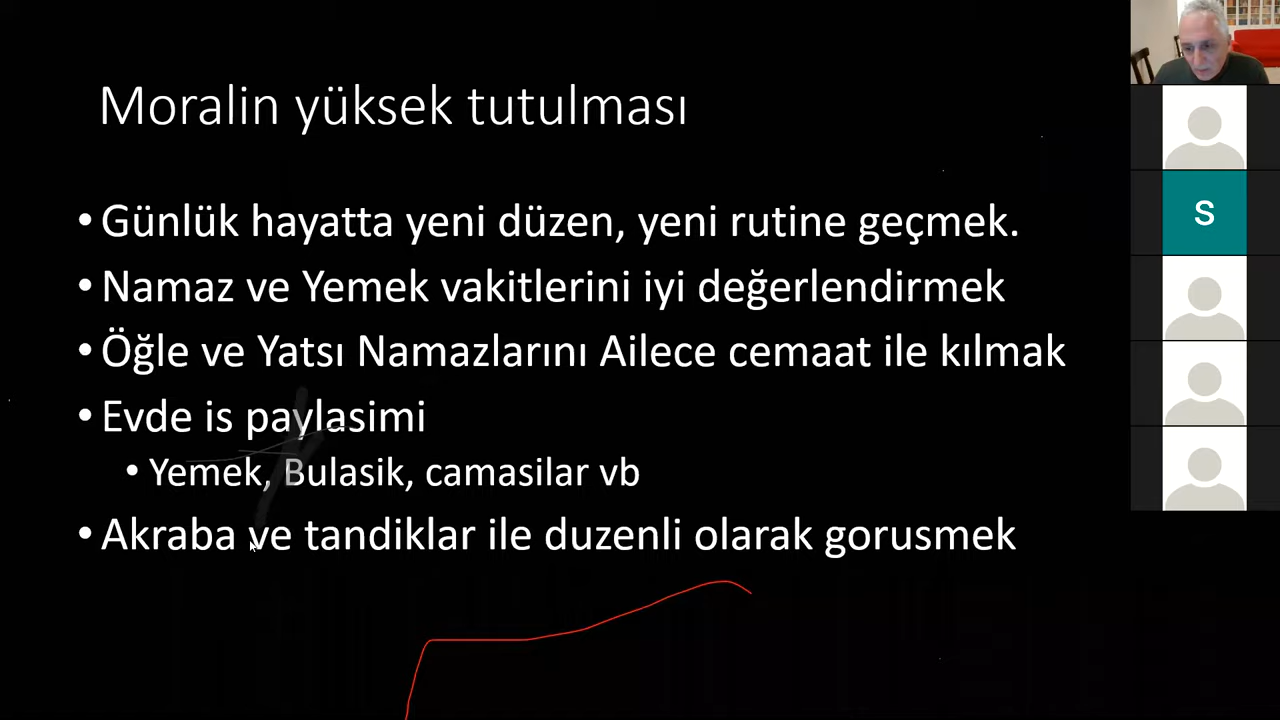 Moralin yüksek tutulması
• Günlük hayatta yeni düzen, yeni rutine geçmek.
• Namaz ve Yemek vakitlerini iyi değerlendirmek
• Öğle ve Yatsı Namazlarını Ailece cemaat ile kılmak
• Evde is paylasimi
• Yemek, Bulasik, camasilar vb
• Akraba ve tandiklar ile duzenli olarak gorusmek
S